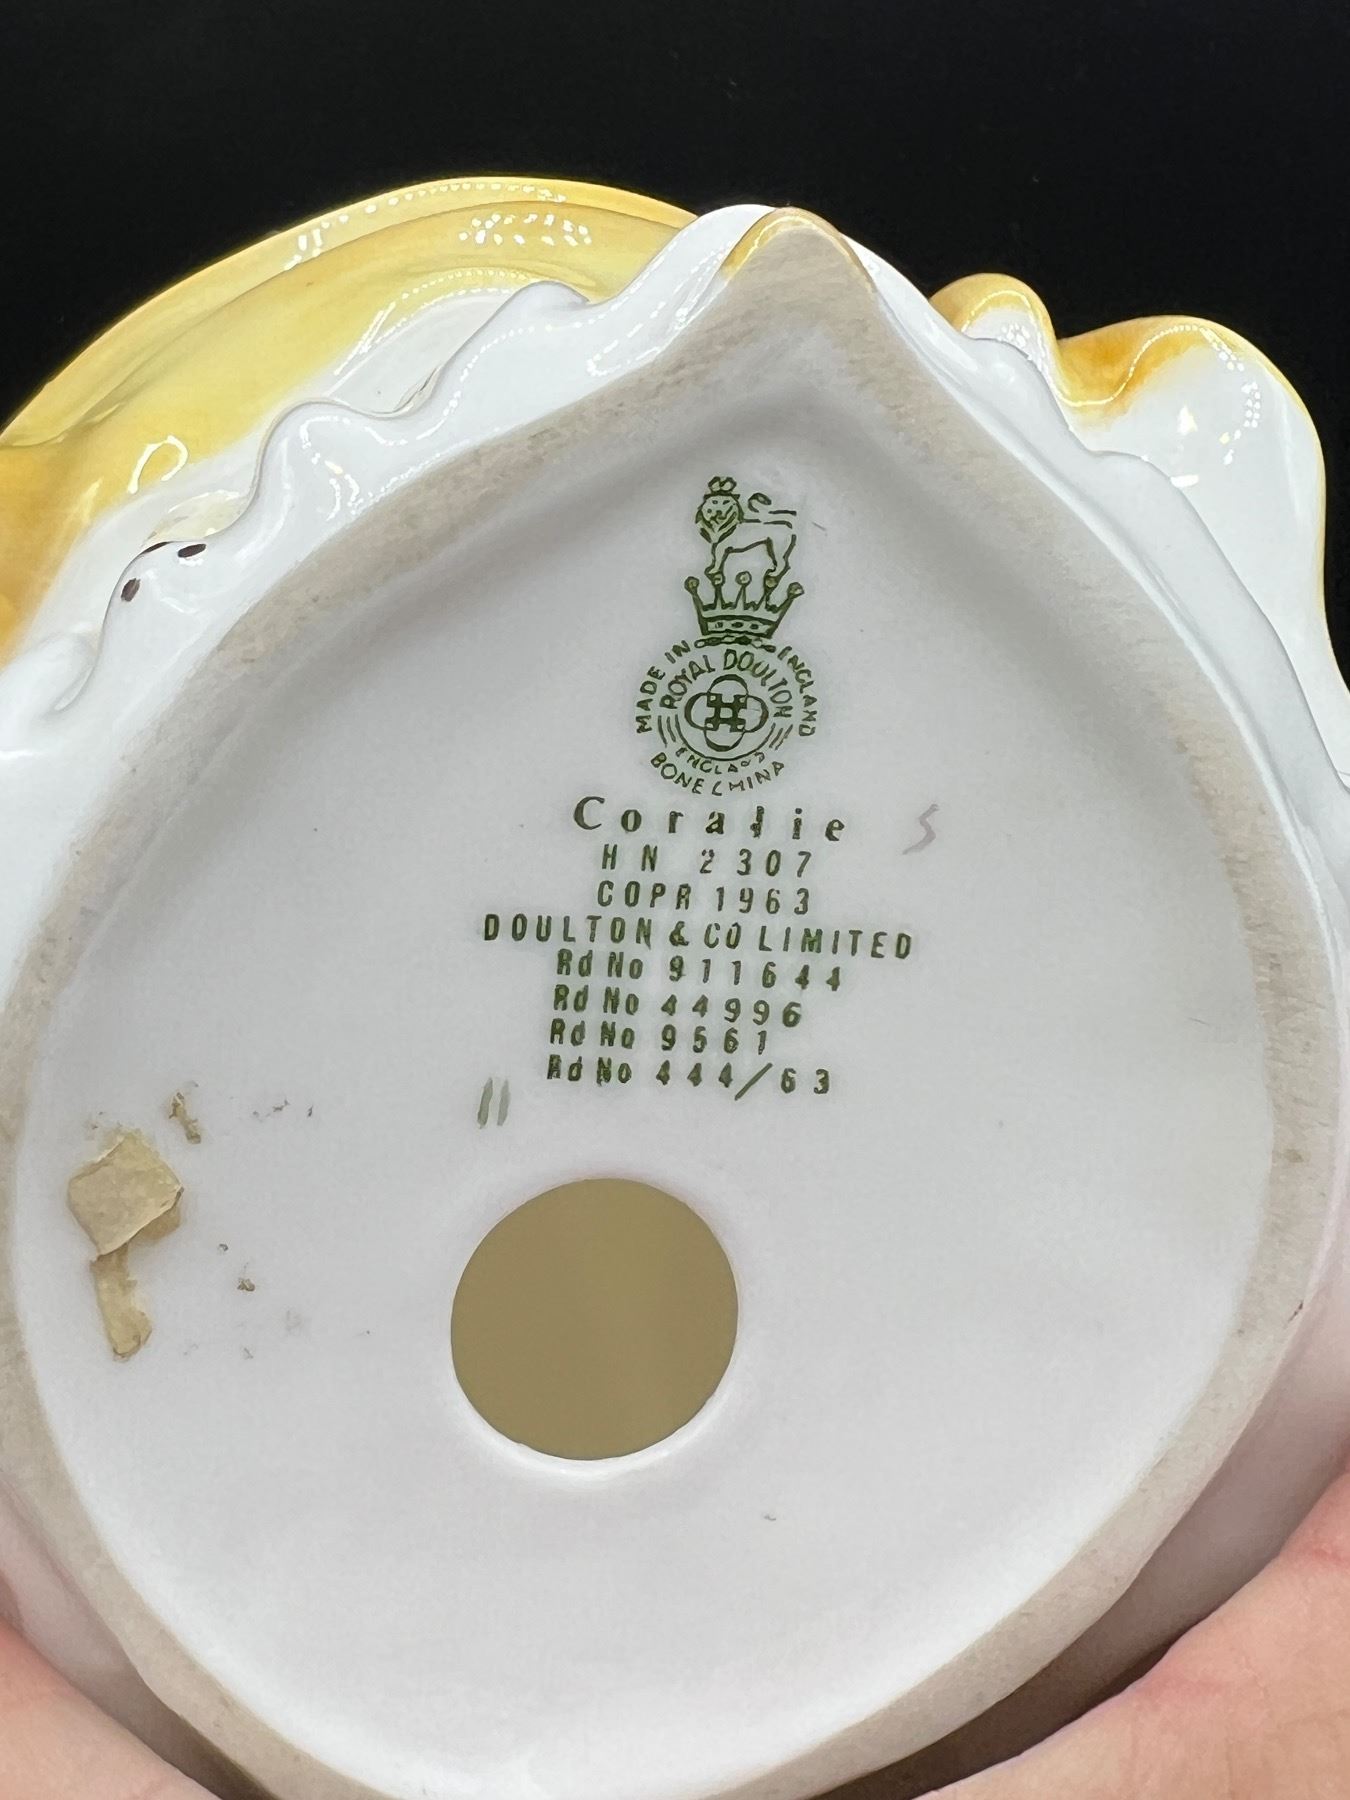 MADE IN ENGLAND
ROYAL DOULTON
ENGLAND
BONE CHINA
Coralie
S
HN 2307
COPR 1963
DOULTON & CO LIMITED
Rd No 911644
Rd No 44996
Rd No 9561
Rd No 444/63
11